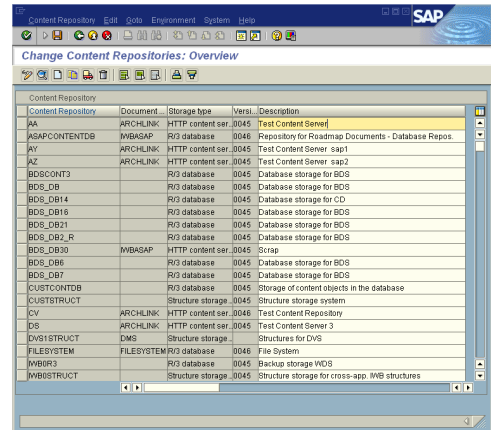 Content Repository Edit Goto Environment System Help
SAP
Change Content Repositories: Overview
Content Repository
Content Repository Document... Storage type Versi... Description
AA ARCHLINK HTTP content ser.. 0045 Test Content Server
ASAPCONTENTDB IWBASAP R/3 database 0046 Repository for Roadmap Documents - Database Repos.
AY ARCHLINK HTTP content ser.. 0045 Test Content Server sap1
AZ ARCHLINK HTTP content ser.. 0045 Test Content Server sap2
BDSCONT3 R/3 database 0045 Database storage for BDS
BDS_DB R/3 database 0045 Database storage for BDS
BDS_DB14 R/3 database 0045 Database storage for CD
BDS_DB16 R/3 database 0045 Database storage for BDS
BDS_DB21 R/3 database 0045 Database storage for BDS
BDS_DB2_R R/3 database 0045 Database storage for BDS
BDS_DB30 IWBASAP HTTP content ser.. 0045 Scrap
BDS_DB6 R/3 database 0045 Database storage for BDS
BDS_DB7 R/3 database 0045 Database storage for BDS
CUSTCONTDB R/3 database 0045 Storage of content objects in the database
CUSTSTRUCT Structure storage .. 0045 Structure storage system
CV ARCHLINK HTTP content ser.. 0046 Test Content Repository
DS ARCHLINK HTTP content ser.. 0045 Test Content Server 3
DVS1STRUCT DMS Structure storage .. Structures for DVS
FILESYSTEM FILESYSTEM R/3 database 0046 File System
IWB0R3 R/3 database 0045 Backup storage WDS
IWB0STRUCT Structure storage .. 0045 Structure storage for cross-app. IWB structures